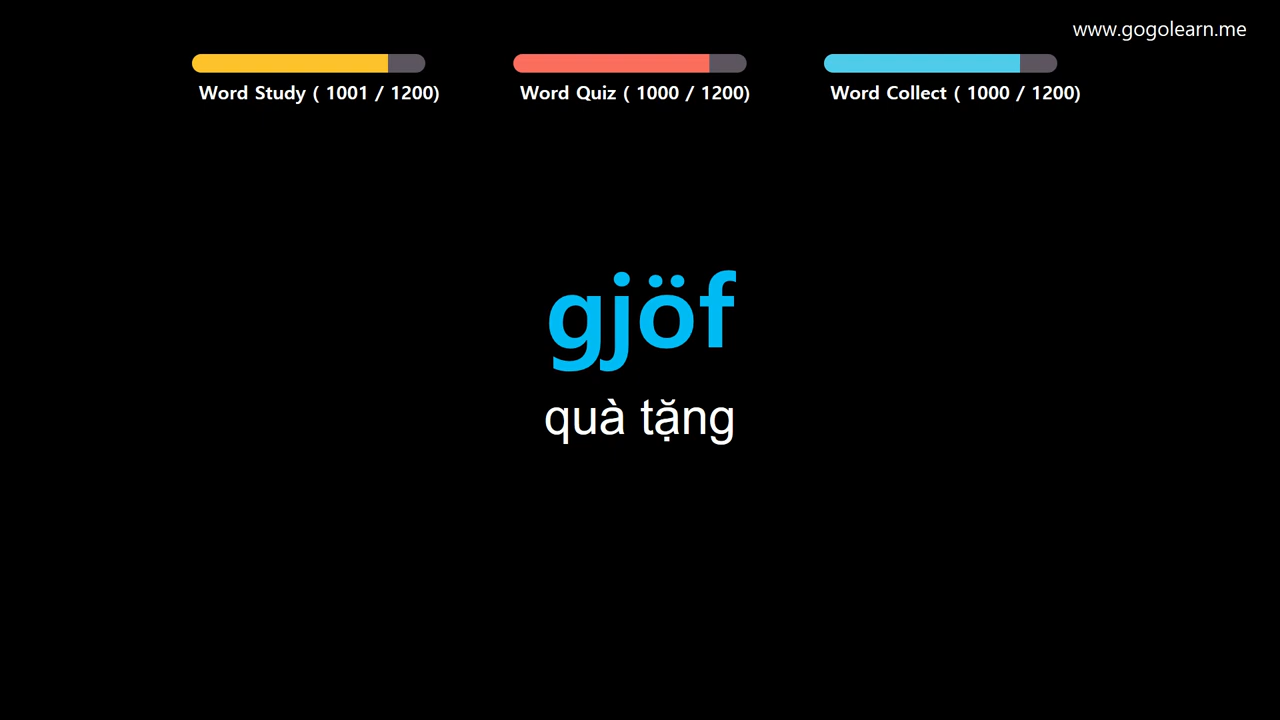 www.gogolearn.me
Word Study ( 1001 / 1200)
Word Quiz ( 1000 / 1200)
Word Collect ( 1000 / 1200)
gjöf
quà tặng